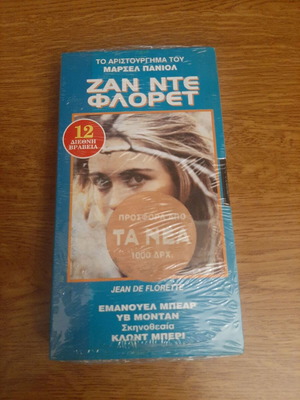 ΤΟ ΑΡΙΣΤΟΥΡΓΗΜΑ ΤΟΥ
ΜΑΡΣΕΛ ΠΑΝΙΟΛ
ΖΑΝ ΝΤΕ
ΦΛΟΡΕΤ
12
ΔΙΕΘΝΗ
ΒΡΑΒΕΙΑ
ΠΡΟΣΦΟΡΑ ΑΠΟ
ΤΑ ΝΕΑ
1000 ΔΡΧ.
JEAN DE FLORETTE
ΕΜΑΝΟΥΕΛ ΜΠΕΑΡ
ΥΒ ΜΟΝΤΑΝ
Σκηνοθεσία
ΚΛΩΝΤ ΜΠΕΡΙ